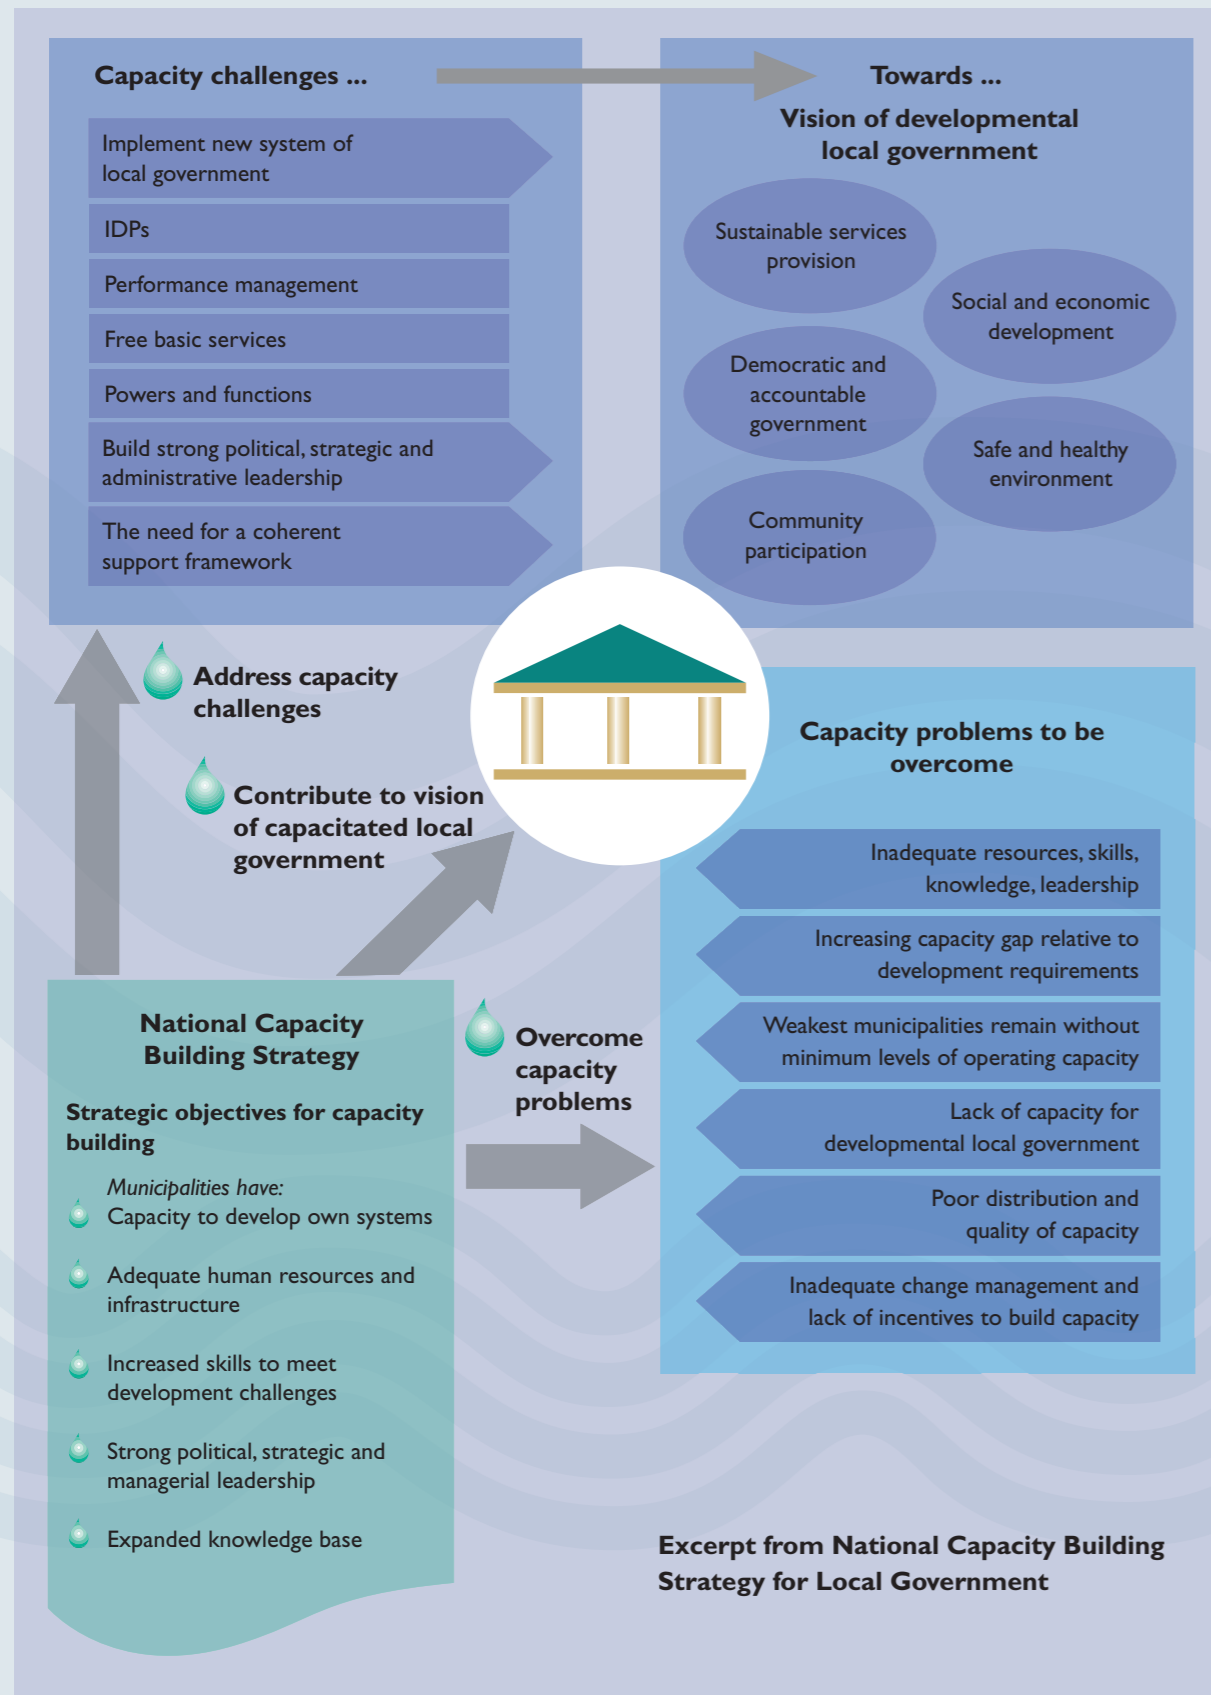 Capacity challenges ...
Implement new system of
local government
IDPs
Performance management
Free basic services
Powers and functions
Build strong political, strategic and
administrative leadership
The need for a coherent
support framework
Towards ...
Vision of developmental
local government
Sustainable services
provision
Social and economic
development
Democratic and
accountable
government
Safe and healthy
environment
Community
participation
Address capacity
challenges
Contribute to vision
of capacitated local
government
National Capacity
Building Strategy
Strategic objectives for capacity
building
Municipalities have:
Capacity to develop own systems
Adequate human resources and
infrastructure
Increased skills to meet
development challenges
Strong political, strategic and
managerial leadership
Expanded knowledge base
Overcome
capacity
problems
Capacity problems to be
overcome
Inadequate resources, skills,
knowledge, leadership
Increasing capacity gap relative to
development requirements
Weakest municipalities remain without
minimum levels of operating capacity
Lack of capacity for
developmental local government
Poor distribution and
quality of capacity
Inadequate change management and
lack of incentives to build capacity
Excerpt from National Capacity Building
Strategy for Local Government